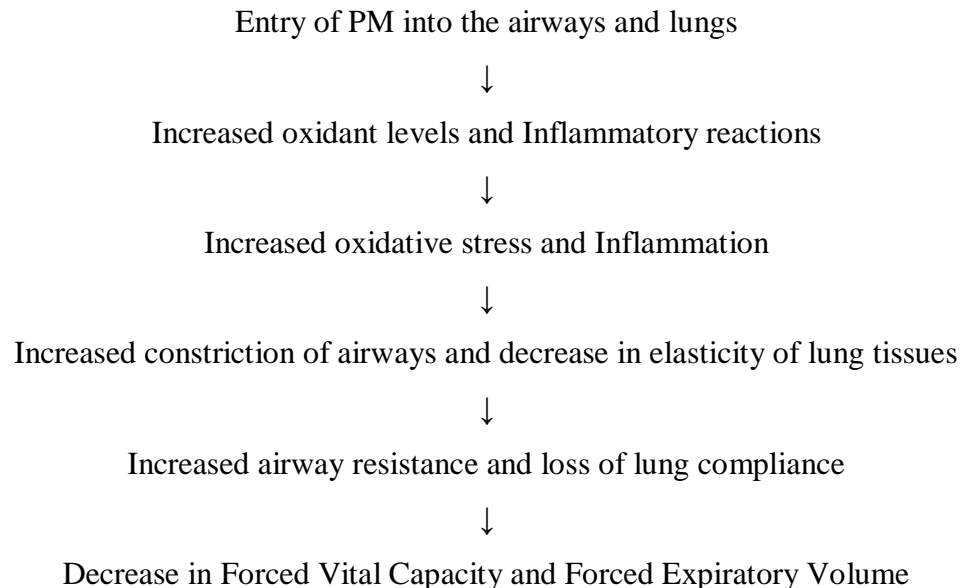 Entry of PM into the airways and lungs
↓
Increased oxidant levels and Inflammatory reactions
↓
Increased oxidative stress and Inflammation
↓
Increased constriction of airways and decrease in elasticity of lung tissues
↓
Increased airway resistance and loss of lung compliance
↓
Decrease in Forced Vital Capacity and Forced Expiratory Volume